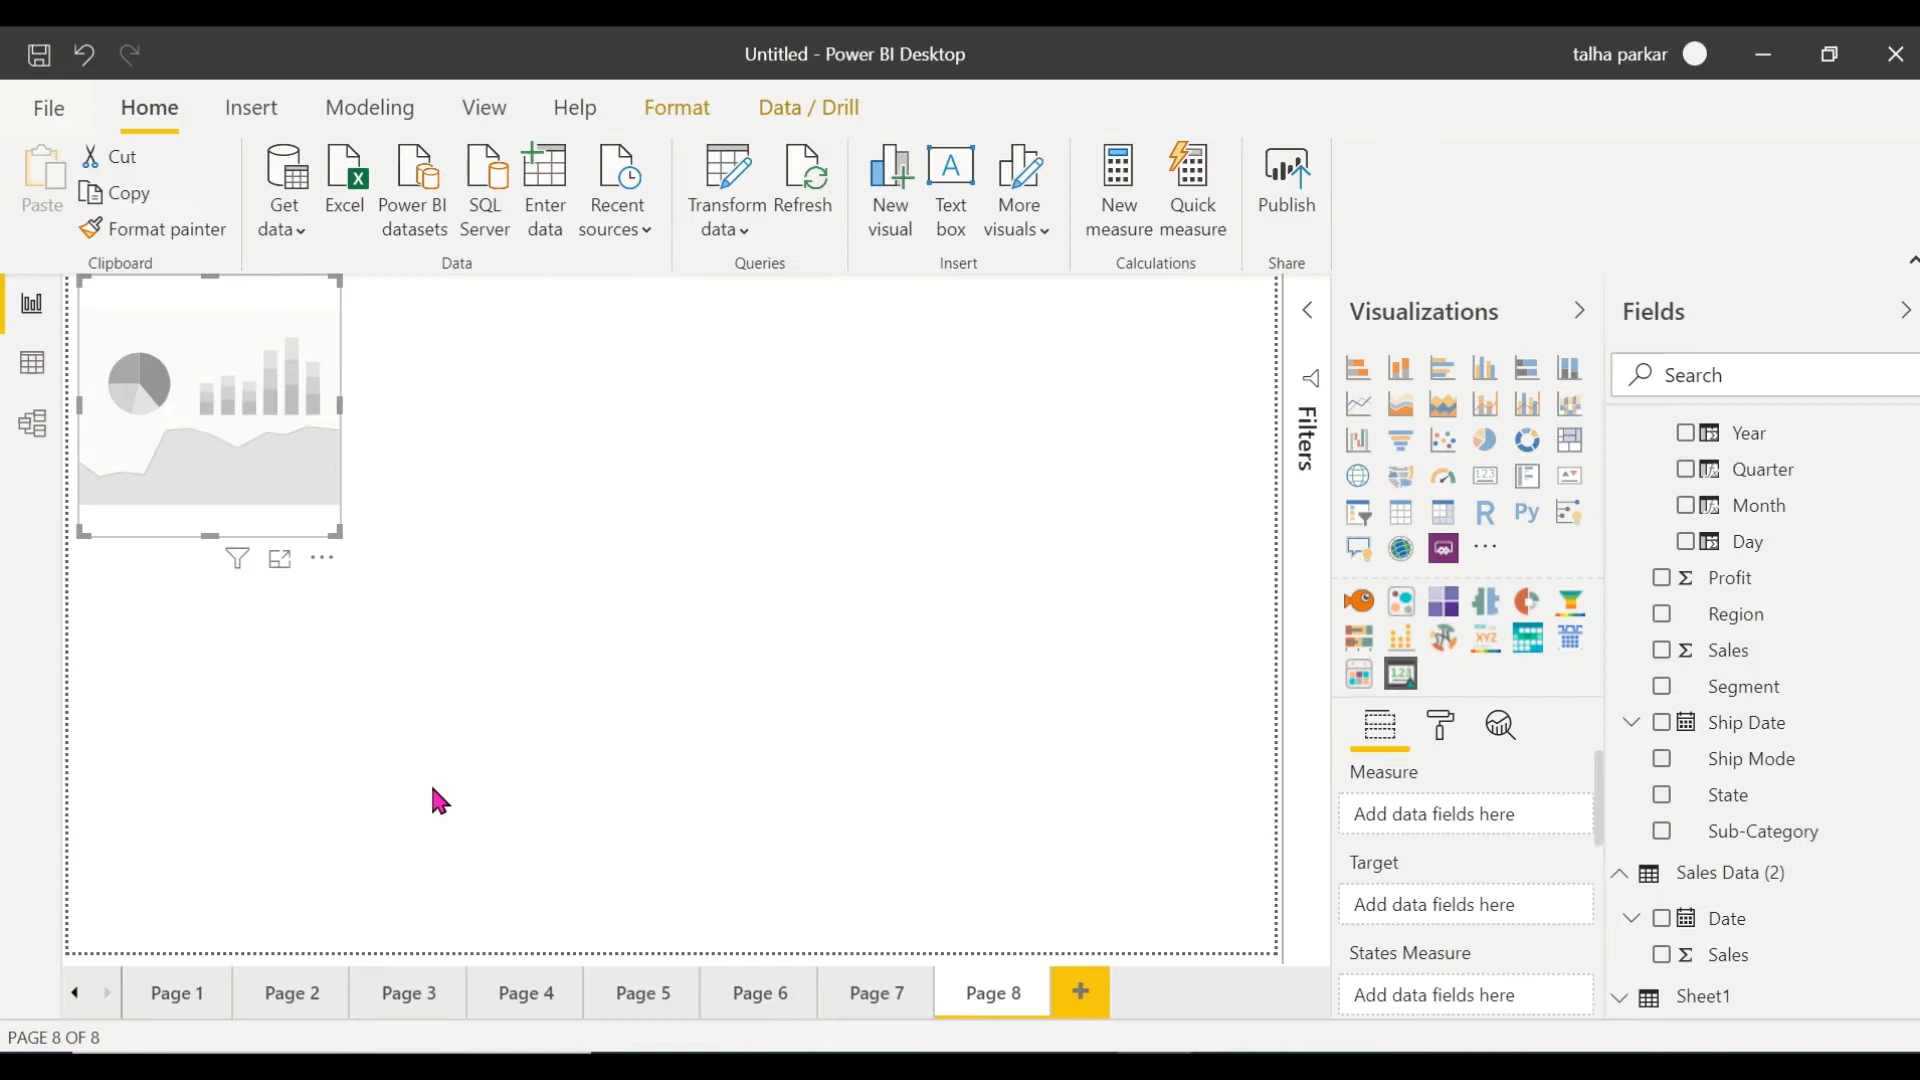 Untitled - Power BI Desktop
talha parkar
File
Home
Insert
Modeling
View
Help
Format
Data / Drill
Paste
Cut
Copy
Format painter
Clipboard
Get data
Excel
Power BI datasets
SQL Server
Enter data
Recent sources
Data
Transform data
Refresh
Queries
New visual
A
Text box
More visuals
Insert
New measure
Quick measure
Calculations
Publish
Share
Filters
Visualizations
123
R
Py
XYZ
123
Measure
Add data fields here
Target
Add data fields here
States Measure
Add data fields here
Fields
Search
Year
Quarter
Month
Day
Σ Profit
Region
Σ Sales
Segment
Ship Date
Ship Mode
State
Sub-Category
Sales Data (2)
Date
Σ Sales
Sheet1
Page 1
Page 2
Page 3
Page 4
Page 5
Page 6
Page 7
Page 8
+
PAGE 8 OF 8